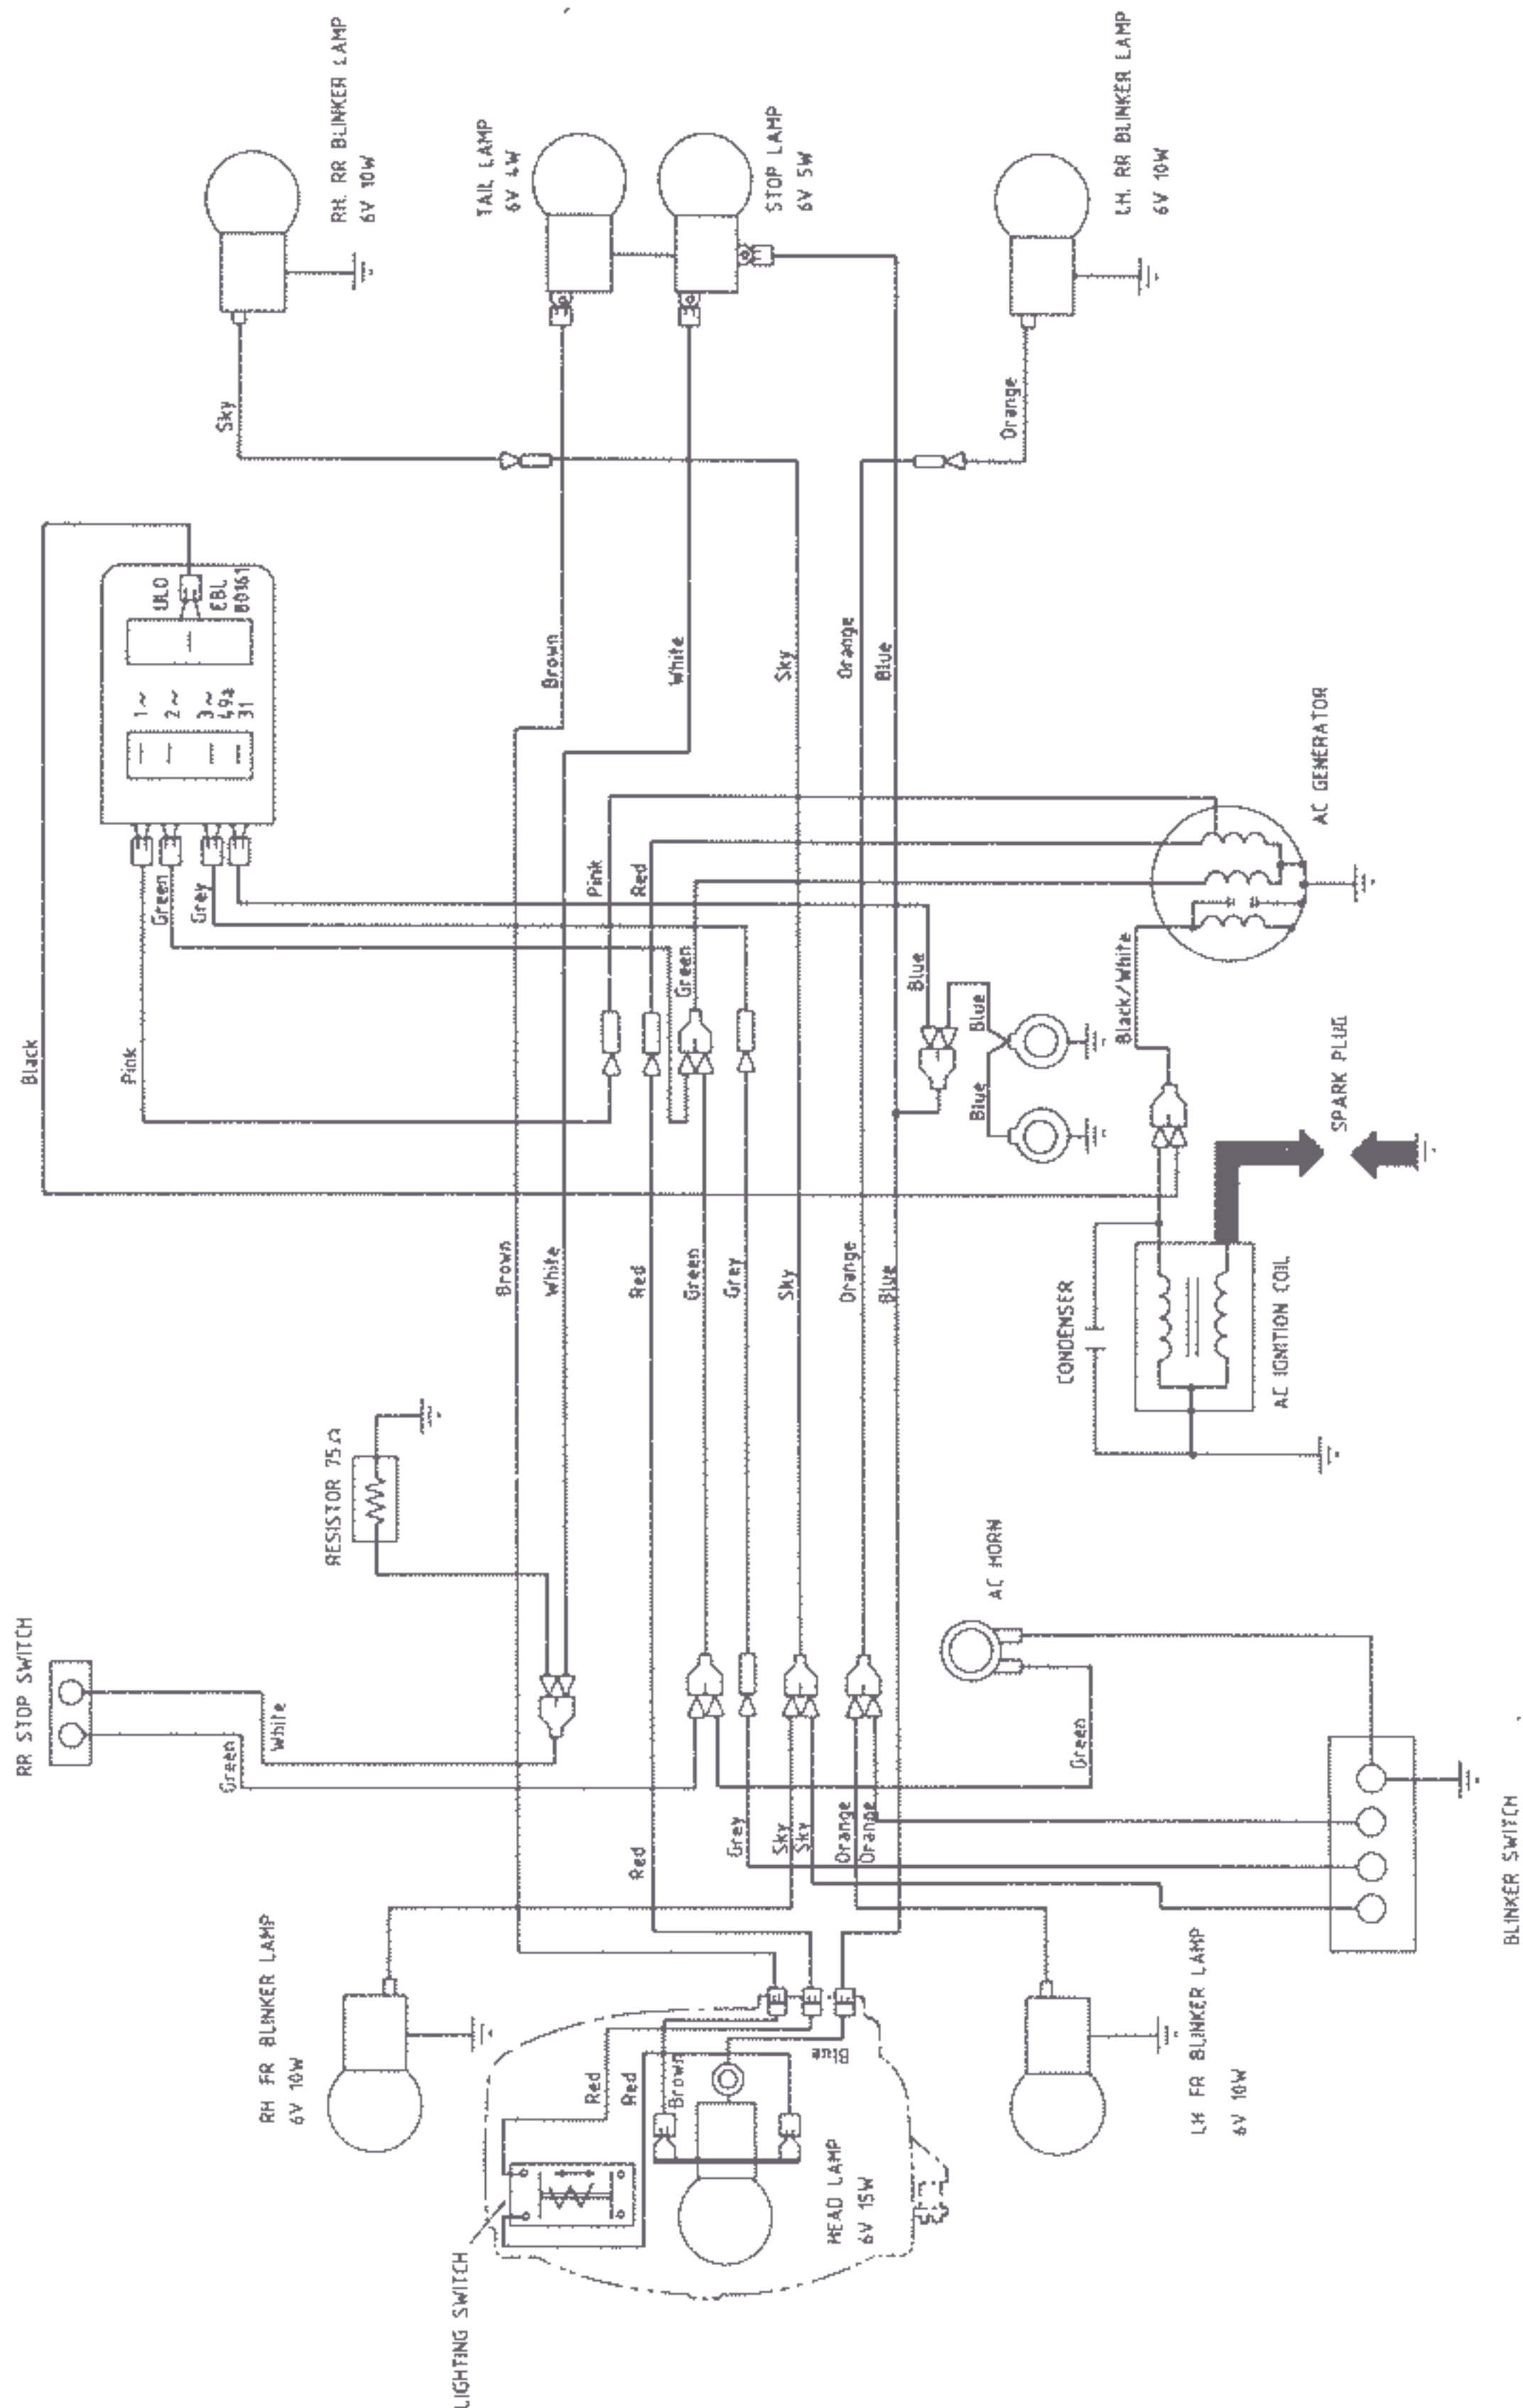 RH. RR BLINKER LAMP
6V 10W
TAIL LAMP
6V 4W
STOP LAMP
6V 5W
LH. RR BLINKER LAMP
6V 10W
Sky
Orange
ULO
EBL
80161
1~
2~
3~
49a
31
Brown
White
Sky
Orange
Blue
AC GENERATOR
Pink
Green
Grey
Pink
Red
Green
Black
Blue
Blue
Blue
Black/White
SPARK PLUG
Brown
White
Red
Green
Grey
Sky
Orange
Blue
CONDENSER
AC IGNITION COIL
RESISTOR 75Ω
AC HORN
RR STOP SWITCH
White
Green
Green
Red
Grey
Sky
Sky
Orange
Orange
BLINKER SWITCH
RH FR BLINKER LAMP
6V 10W
LH FR BLINKER LAMP
6V 10W
Red
Red
Brown
Blue
HEAD LAMP
6V 15W
LIGHTING SWITCH